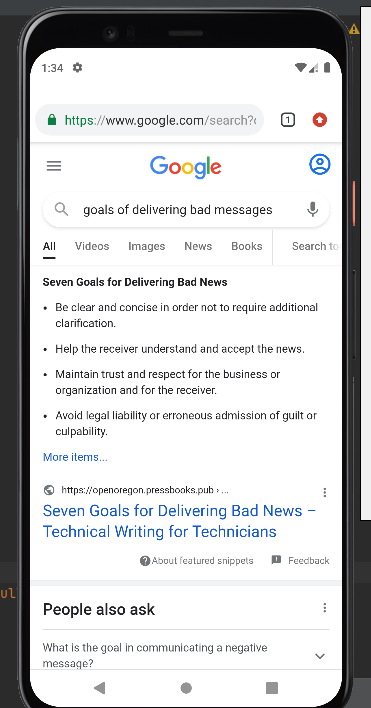 1:34
https://www.google.com/search?
1
Google
goals of delivering bad messages
All Videos Images News Books Search to
Seven Goals for Delivering Bad News
• Be clear and concise in order not to require additional
clarification.
• Help the receiver understand and accept the news.
• Maintain trust and respect for the business or
organization and for the receiver.
• Avoid legal liability or erroneous admission of guilt or
culpability.
More items...
https://openoregon.pressbooks.pub › ...
Seven Goals for Delivering Bad News –
Technical Writing for Technicians
About featured snippets Feedback
People also ask
What is the goal in communicating a negative
message?